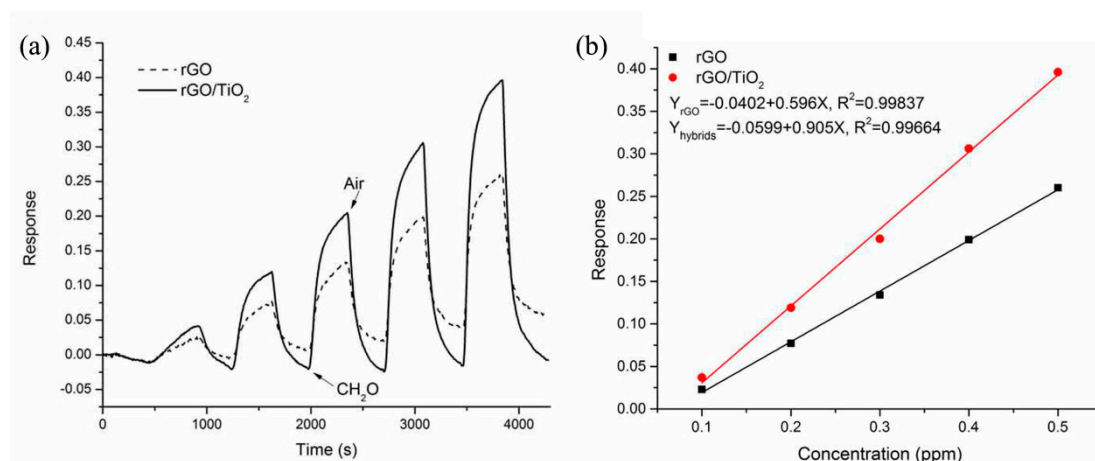 (a)
0.45
0.40
0.35
0.30
0.25
0.20
0.15
0.10
0.05
0.00
-0.05
Response
rGO
rGO/TiO₂
Air
CH₂O
0
1000
2000
3000
4000
Time (s)
(b)
0.40
0.35
0.30
0.25
0.20
0.15
0.10
0.05
0.00
Response
rGO
rGO/TiO₂
Y_rGO=-0.0402+0.596X, R²=0.99837
Y_hybrids=-0.0599+0.905X, R²=0.99664
0.1
0.2
0.3
0.4
0.5
Concentration (ppm)